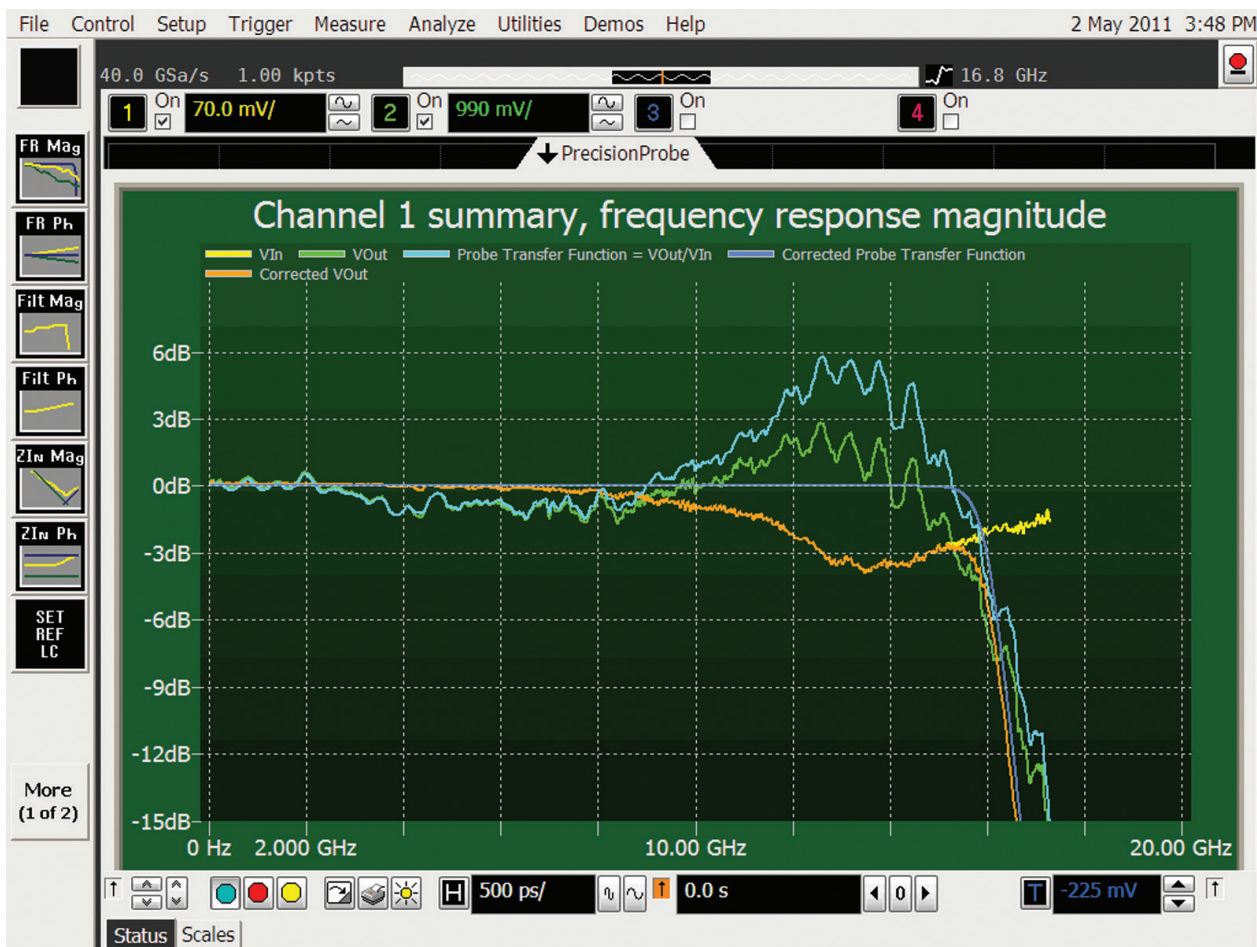 File Control Setup Trigger Measure Analyze Utilities Demos Help 2 May 2011 3:48 PM
40.0 GSa/s 1.00 kpts 16.8 GHz
1 On 70.0 mV/ 2 On 990 mV/ 3 On 4 On
PrecisionProbe
FR Mag
FR Ph
Filt Mag
Filt Ph
ZIN Mag
ZIN Ph
SET
REF
LC
More
(1 of 2)
Channel 1 summary, frequency response magnitude
VIn VOut Probe Transfer Function = VOut/VIn Corrected Probe Transfer Function
Corrected VOut
6dB
3dB
0dB
-3dB
-6dB
-9dB
-12dB
-15dB
0 Hz 2.000 GHz 10.00 GHz 20.00 GHz
H 500 ps/ 0.0 s 0 T -225 mV
Status Scales